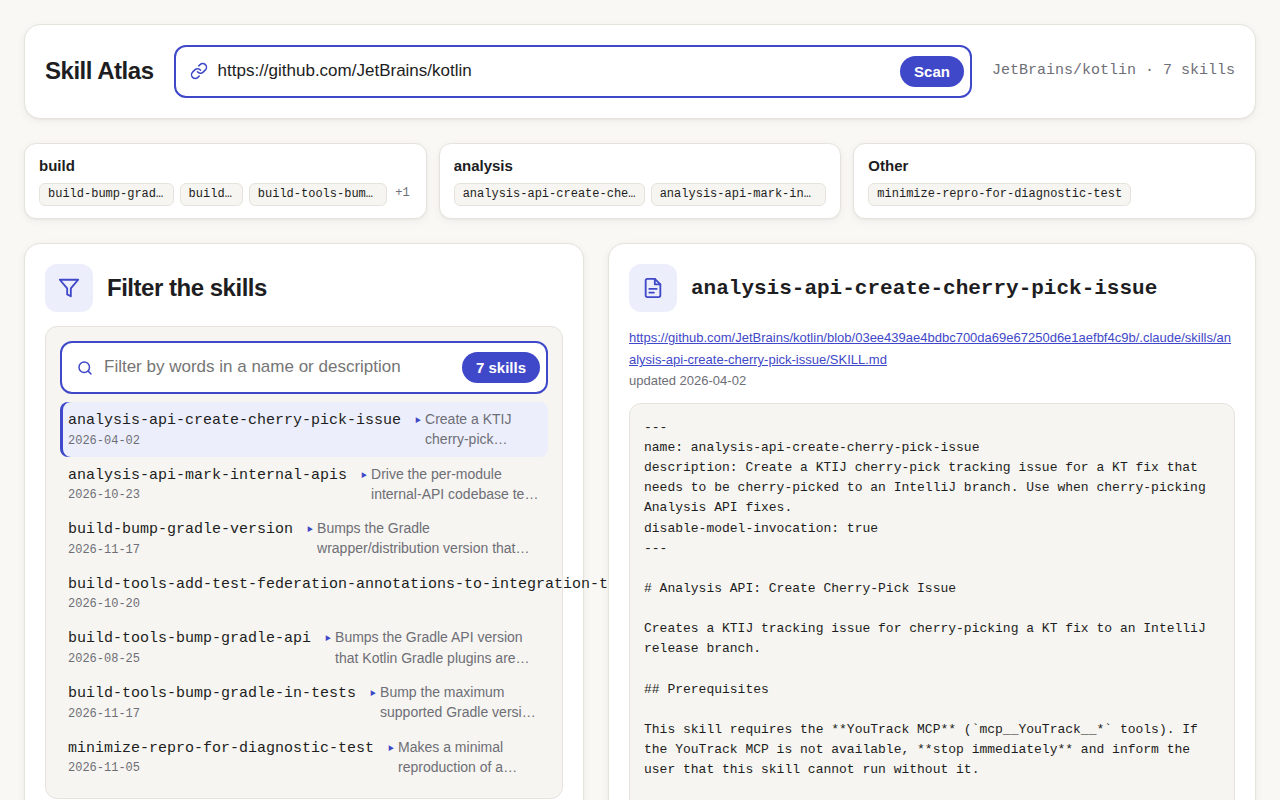 Skill Atlas
https://github.com/JetBrains/kotlin
Scan
JetBrains/kotlin · 7 skills
build
build-bump-grad…
build…
build-tools-bum…
+1
analysis
analysis-api-create-che…
analysis-api-mark-in…
Other
minimize-repro-for-diagnostic-test
Filter the skills
Filter by words in a name or description
7 skills
analysis-api-create-cherry-pick-issue
2026-04-02
Create a KTIJ
cherry-pick…
analysis-api-mark-internal-apis
2026-10-23
Drive the per-module
internal-API codebase te…
build-bump-gradle-version
2026-11-17
Bumps the Gradle
wrapper/distribution version that…
build-tools-add-test-federation-annotations-to-integration-t
2026-10-20
build-tools-bump-gradle-api
2026-08-25
Bumps the Gradle API version
that Kotlin Gradle plugins are…
build-tools-bump-gradle-in-tests
2026-11-17
Bump the maximum
supported Gradle versi…
minimize-repro-for-diagnostic-test
2026-11-05
Makes a minimal
reproduction of a…
analysis-api-create-cherry-pick-issue
https://github.com/JetBrains/kotlin/blob/03ee439ae4bdbc700da69e67250d6e1aefbf4c9b/.claude/skills/an
alysis-api-create-cherry-pick-issue/SKILL.md
updated 2026-04-02
---
name: analysis-api-create-cherry-pick-issue
description: Create a KTIJ cherry-pick tracking issue for a KT fix that
needs to be cherry-picked to an IntelliJ branch. Use when cherry-picking
Analysis API fixes.
disable-model-invocation: true
---
# Analysis API: Create Cherry-Pick Issue
Creates a KTIJ tracking issue for cherry-picking a KT fix to an IntelliJ
release branch.
## Prerequisites
This skill requires the **YouTrack MCP** (`mcp__YouTrack__*` tools). If
the YouTrack MCP is not available, **stop immediately** and inform the
user that this skill cannot run without it.